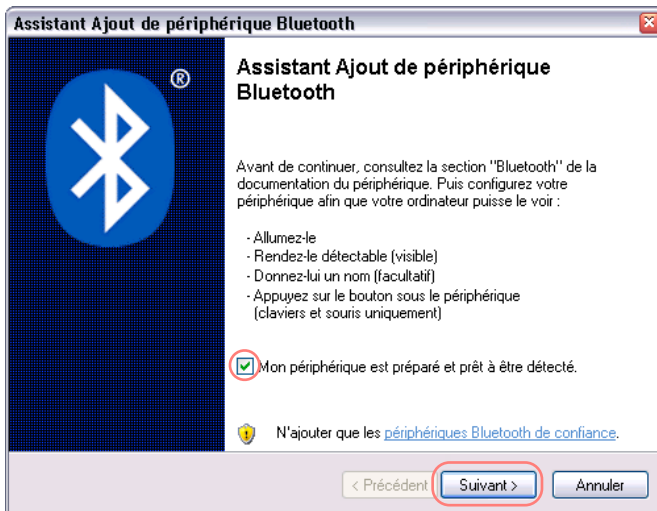 Assistant Ajout de périphérique Bluetooth
®
Assistant Ajout de périphérique
Bluetooth
Avant de continuer, consultez la section "Bluetooth" de la
documentation du périphérique. Puis configurez votre
périphérique afin que votre ordinateur puisse le voir :
- Allumez-le
- Rendez-le détectable (visible)
- Donnez-lui un nom (facultatif)
- Appuyez sur le bouton sous le périphérique
(claviers et souris uniquement)
Mon périphérique est préparé et prêt à être détecté.
N'ajouter que les périphériques Bluetooth de confiance.
< Précédent Suivant > Annuler